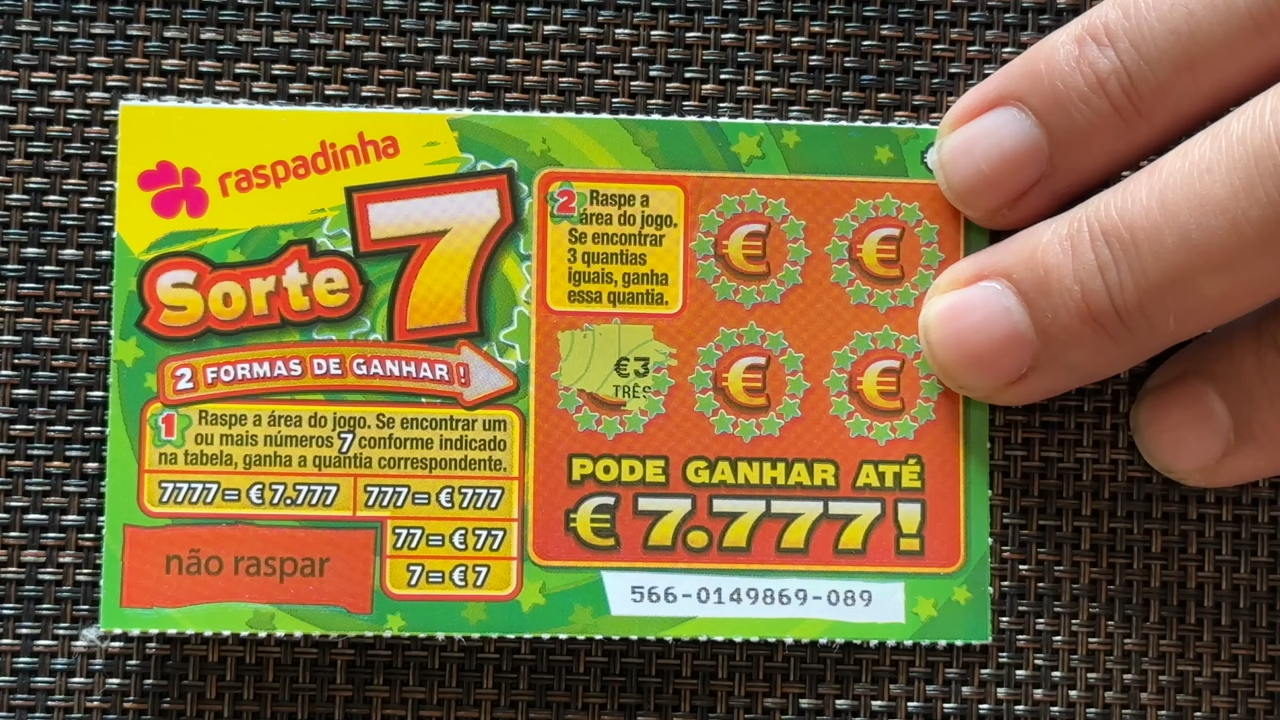 raspadinha
Sorte 7
2 FORMAS DE GANHAR!
1 Raspe a área do jogo. Se encontrar um
ou mais números 7 conforme indicado
na tabela, ganha a quantia correspondente.
7777 = € 7.777
777 = € 777
77 = € 77
7 = € 7
não raspar
2 Raspe a
área do jogo.
Se encontrar
3 quantias
iguais, ganha
essa quantia.
€ €
€3
TRÊS
€ €
PODE GANHAR ATÉ
€ 7.777!
566-0149869-089